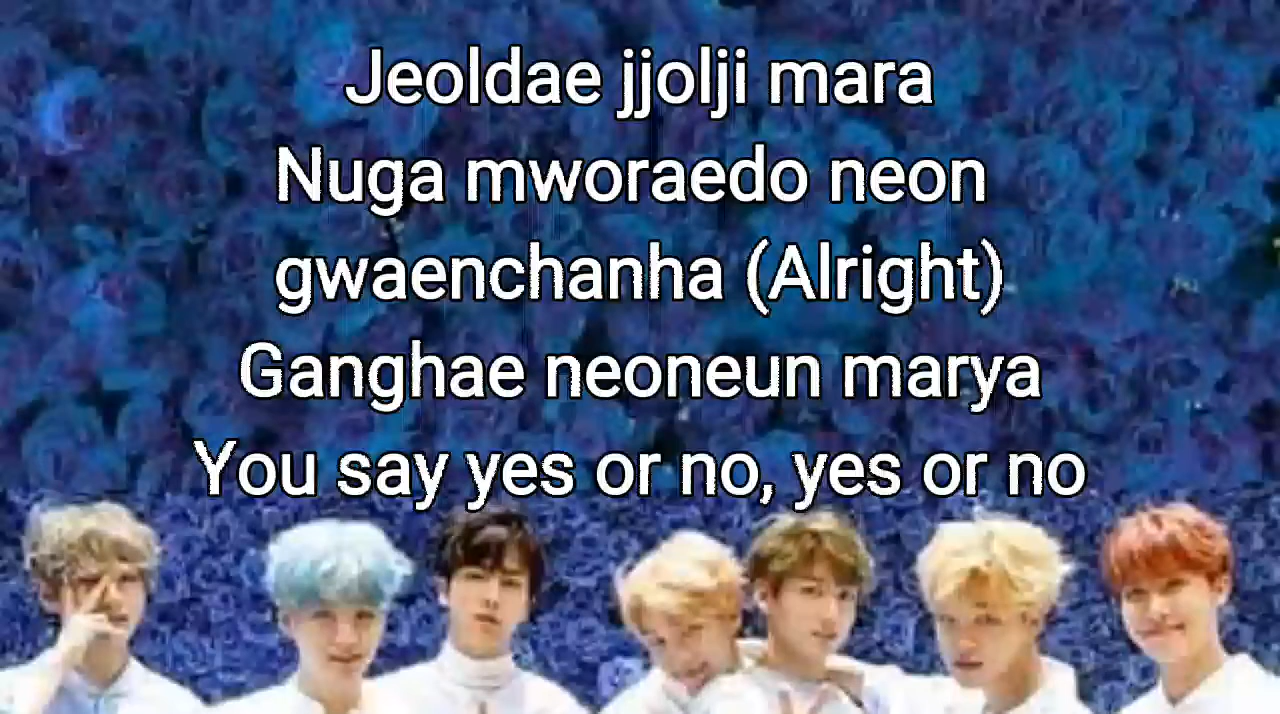 Jeoldae jjolji mara
Nuga mworaedo neon
gwaenchanha (Alright)
Ganghae neoneun marya
You say yes or no, yes or no